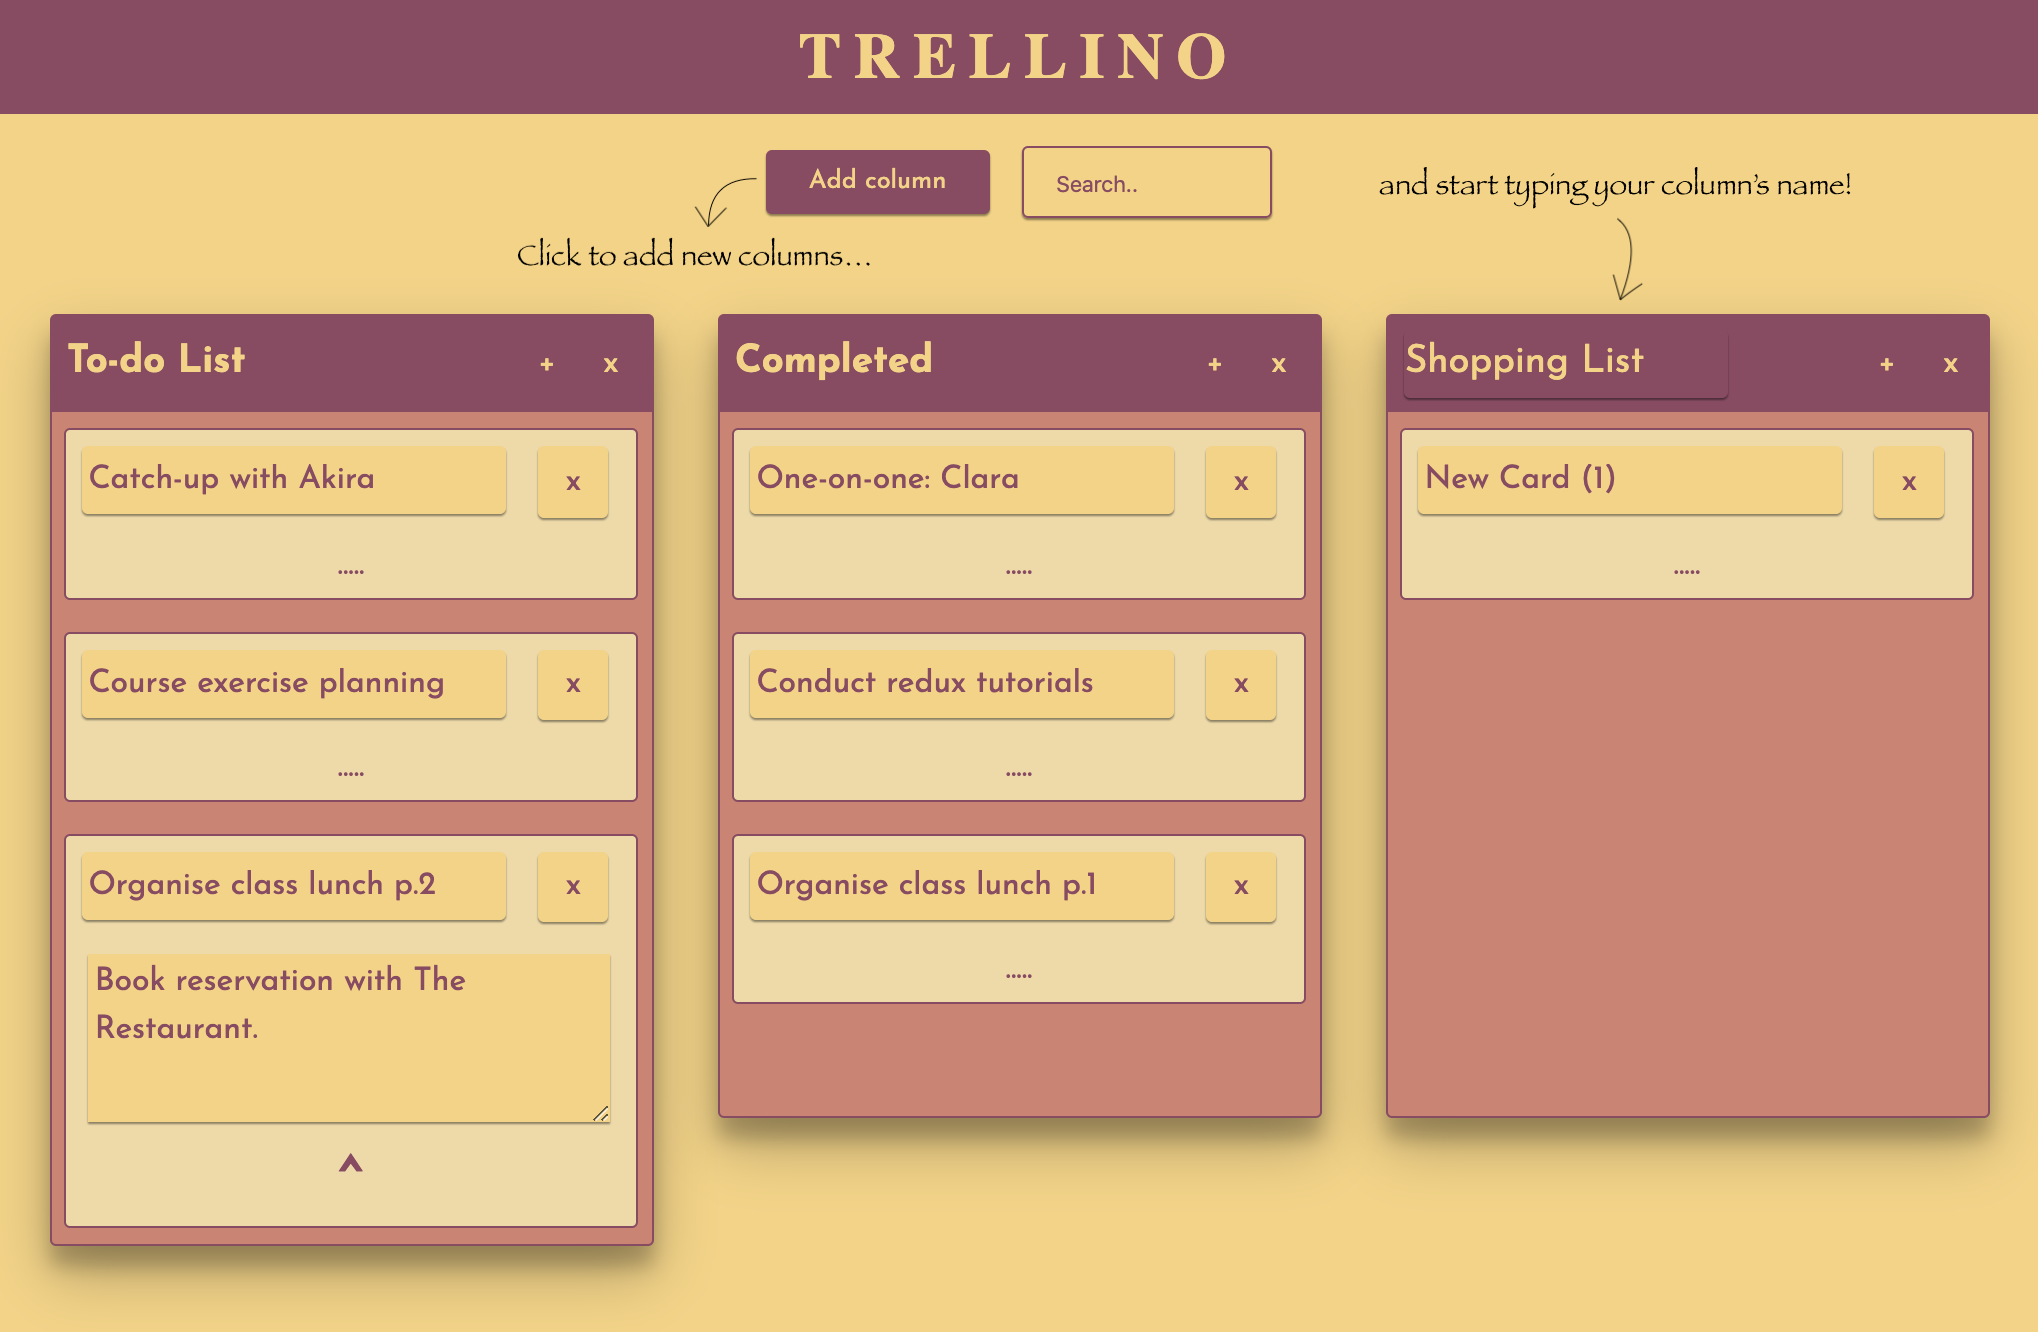 TRELLINO
Add column
Search..
and start typing your column's name!
Click to add new columns...
To-do List
+ x
Catch-up with Akira
x
.....
Course exercise planning
x
.....
Organise class lunch p.2
x
Book reservation with The
Restaurant.
^
Completed
+ x
One-on-one: Clara
x
.....
Conduct redux tutorials
x
.....
Organise class lunch p.1
x
.....
Shopping List
+ x
New Card (1)
x
.....